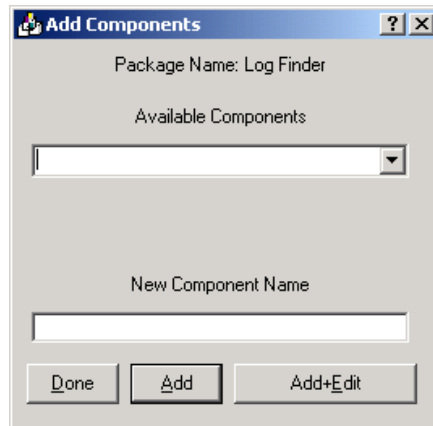 Add Components
Package Name: Log Finder
Available Components
New Component Name
Done Add Add+Edit